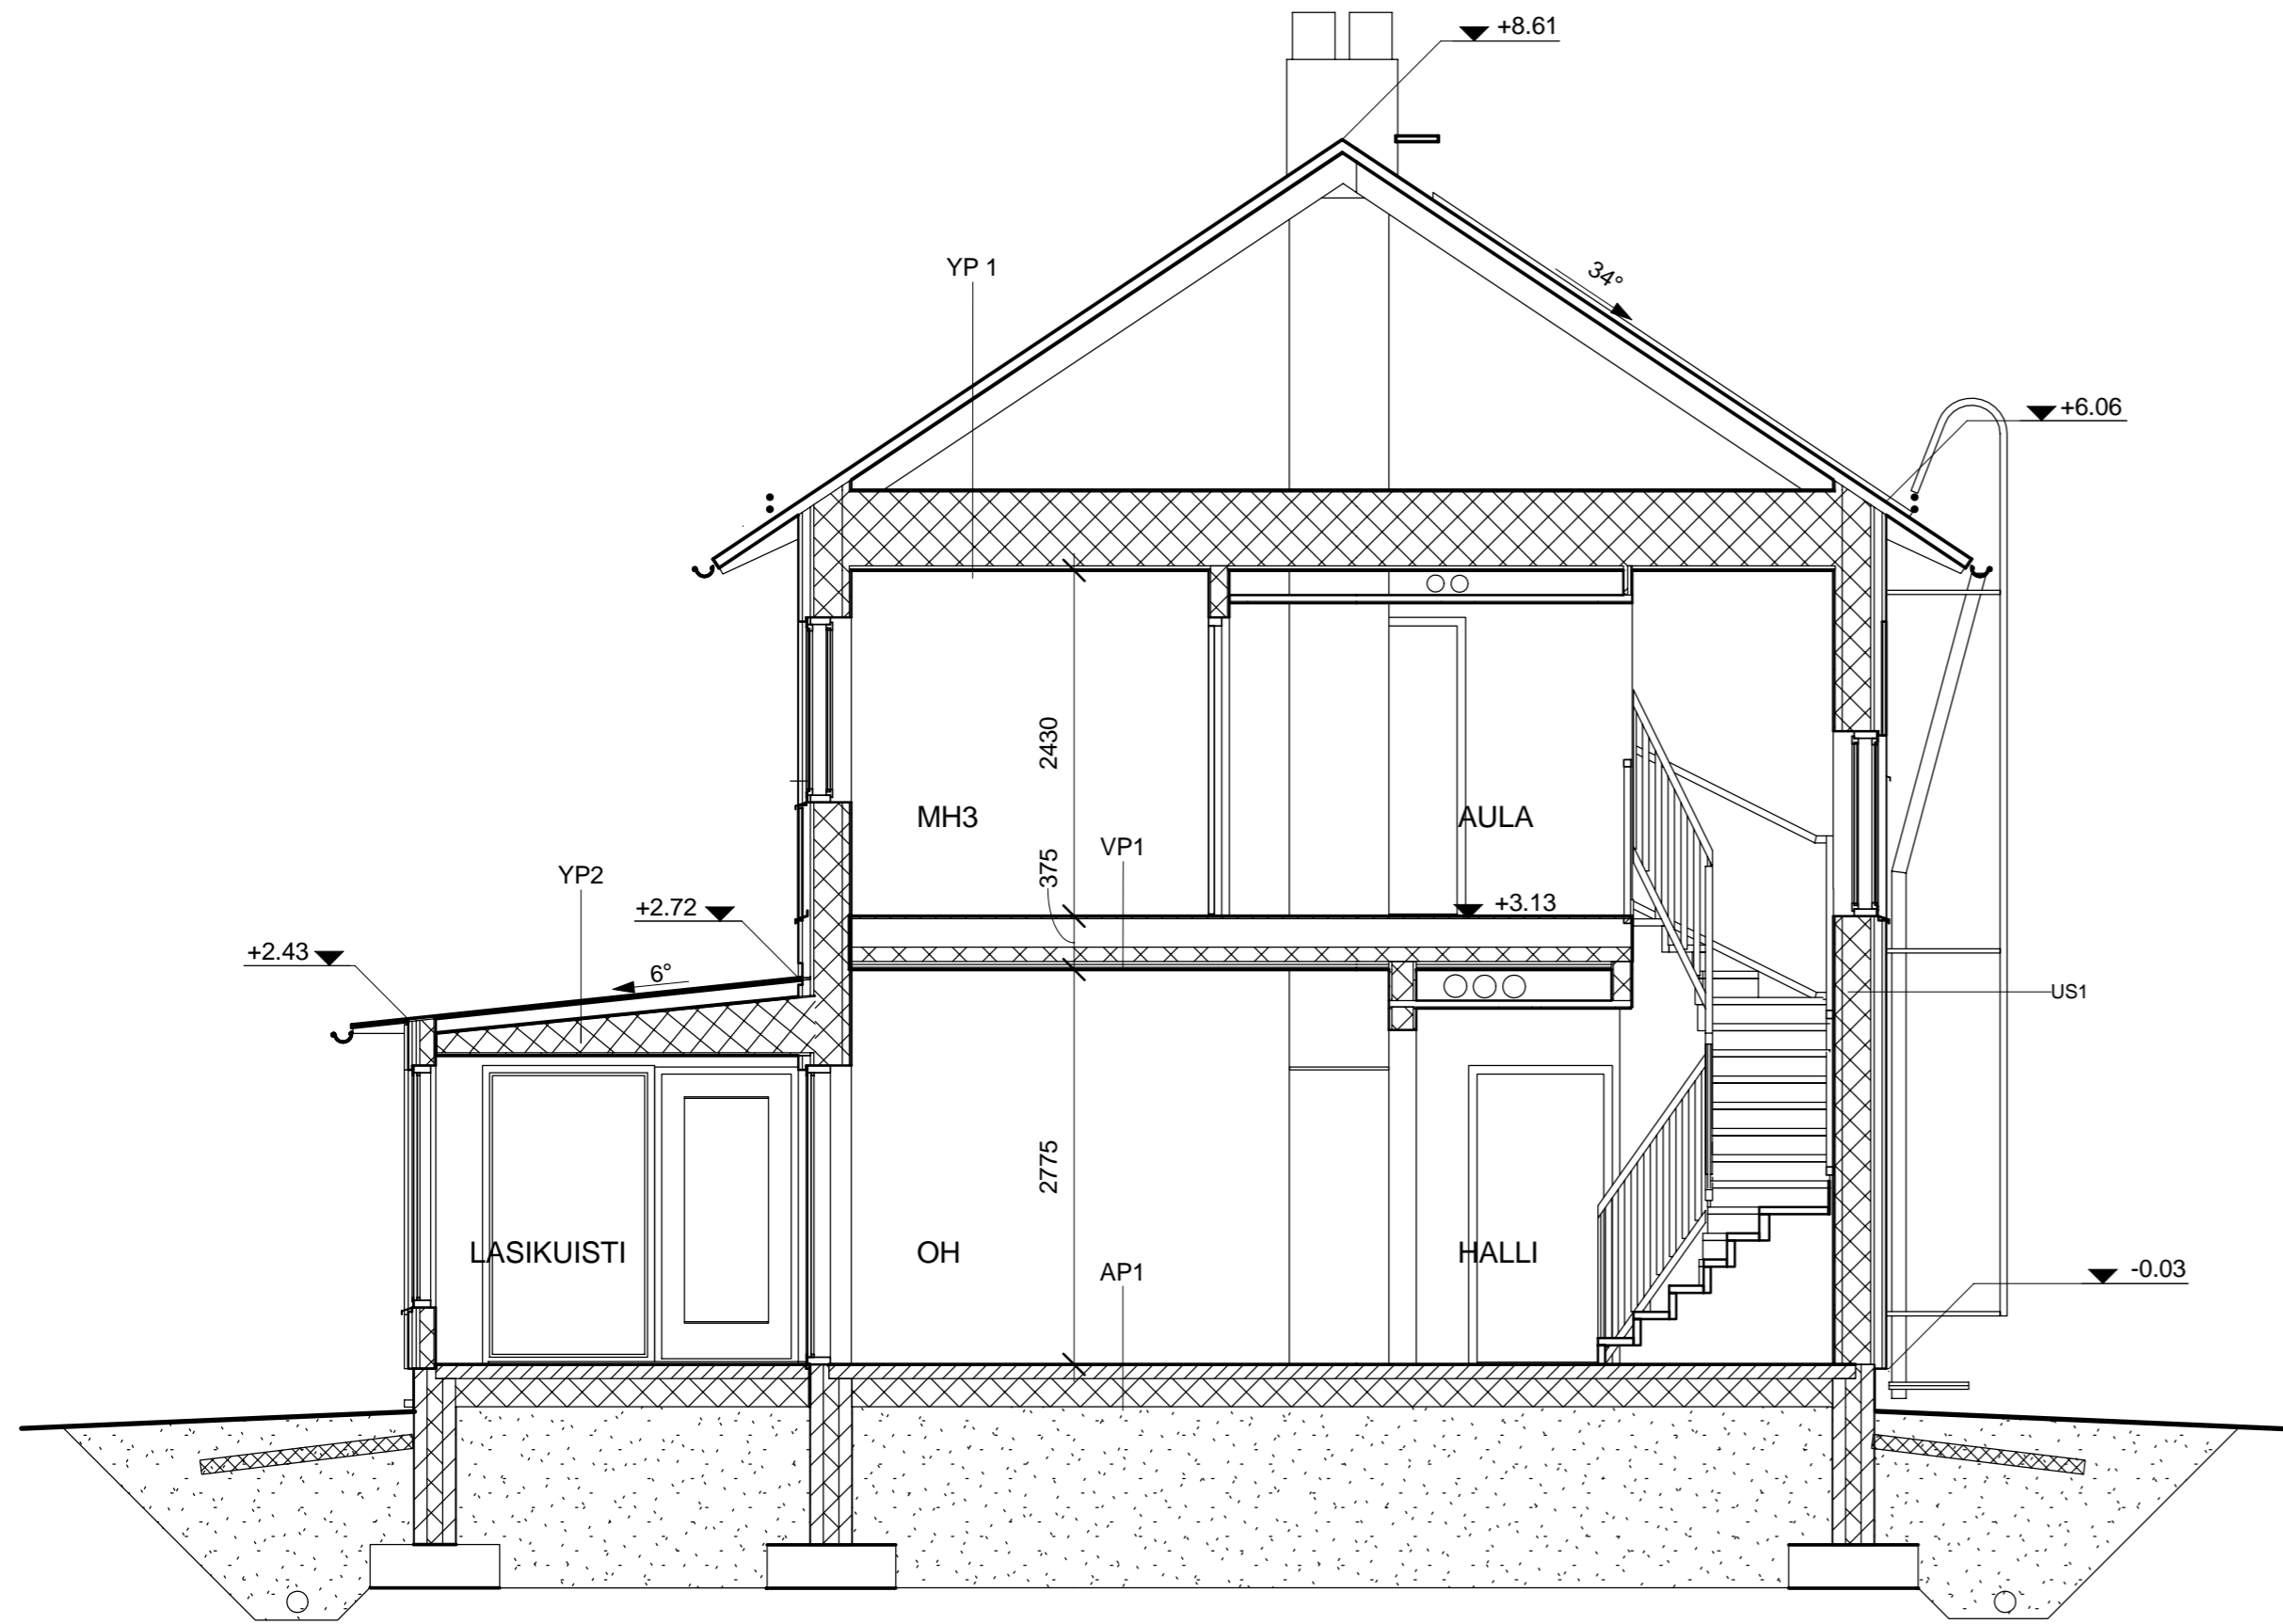 +8.61
YP 1
34°
+6.06
2430
MH3
AULA
375
VP1
YP2
+2.72
+3.13
+2.43
6°
US1
2775
LASIKUISTI
OH
HALLI
AP1
-0.03